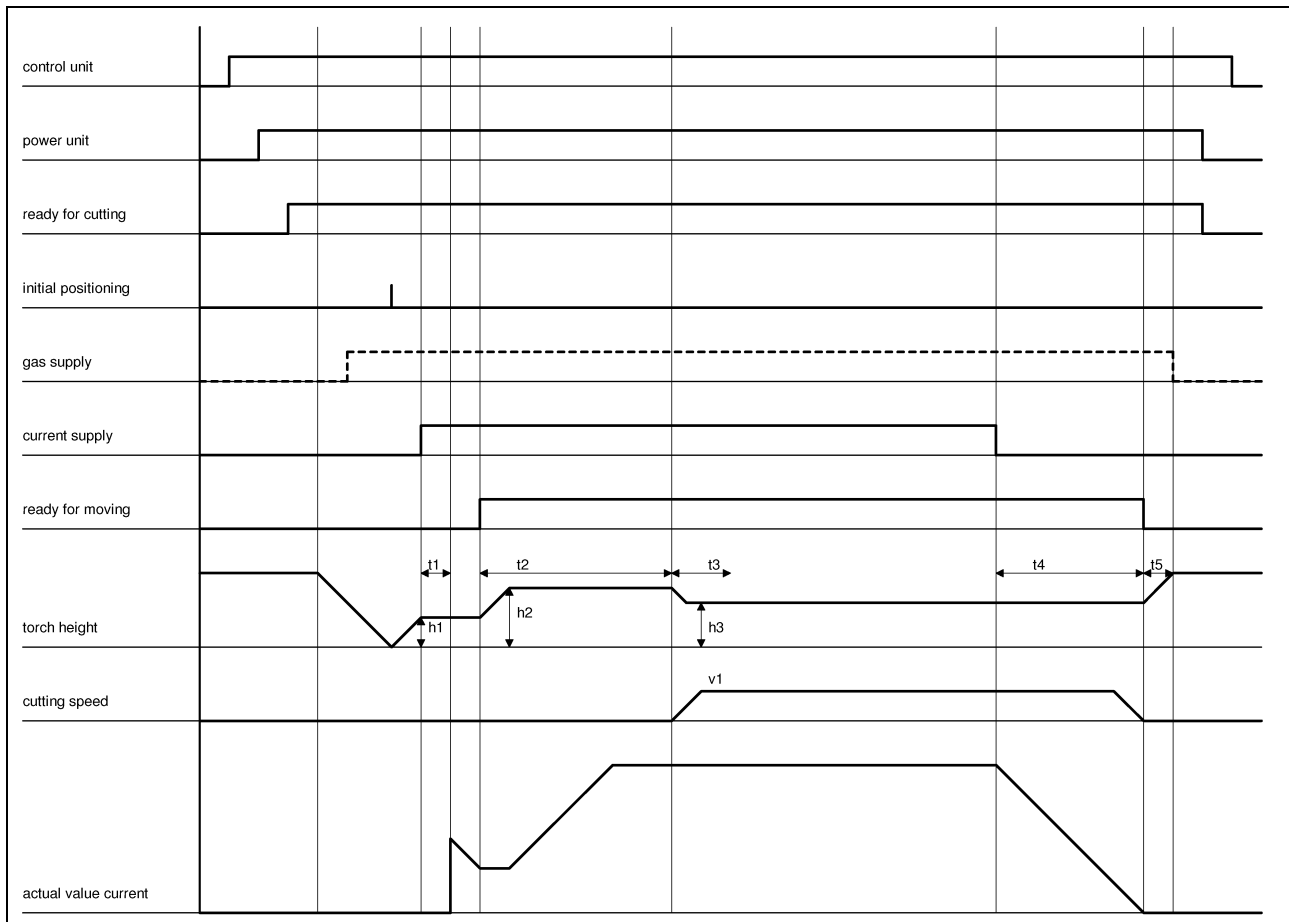 control unit
power unit
ready for cutting
initial positioning
gas supply
current supply
ready for moving
t1 t2 t3 t4 t5
torch height h1 h2 h3
cutting speed v1
actual value current